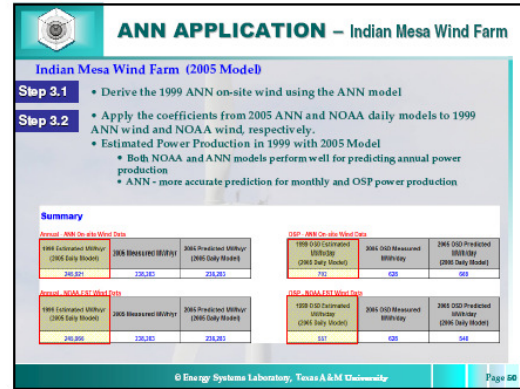 ANN APPLICATION – Indian Mesa Wind Farm
Indian Mesa Wind Farm (2005 Model)
Step 3.1
• Derive the 1999 ANN on-site wind using the ANN model
Step 3.2
• Apply the coefficients from 2005 ANN and NOAA daily models to 1999
ANN wind and NOAA wind, respectively.
• Estimated Power Production in 1999 with 2005 Model
• Both NOAA and ANN models perform well for predicting annual power
production
• ANN - more accurate prediction for monthly and OSP power production
Summary
Annual - ANN On-site Wind Data
1999 Estimated MWh/yr
(2005 Daily Model)
2005 Measured MWh/yr
2005 Predicted MWh/yr
(2005 Daily Model)
238,283
OSP - ANN On-site Wind Data
1999 OSD Estimated
MWh/day
(2005 Daily Model)
2005 OSD Measured
MWh/day
2005 OSD Predicted
MWh/day
(2005 Daily Model)
702
628
Annual - NOAA EST Wind Data
1999 Estimated MWh/yr
(2005 Daily Model)
2005 Measured MWh/yr
2005 Predicted MWh/yr
(2005 Daily Model)
238,283
OSP - NOAA EST Wind Data
1999 OSD Estimated
MWh/day
(2005 Daily Model)
2005 OSD Measured
MWh/day
2005 OSD Predicted
MWh/day
(2005 Daily Model)
628
© Energy Systems Laboratory, Texas A&M University
Page 50